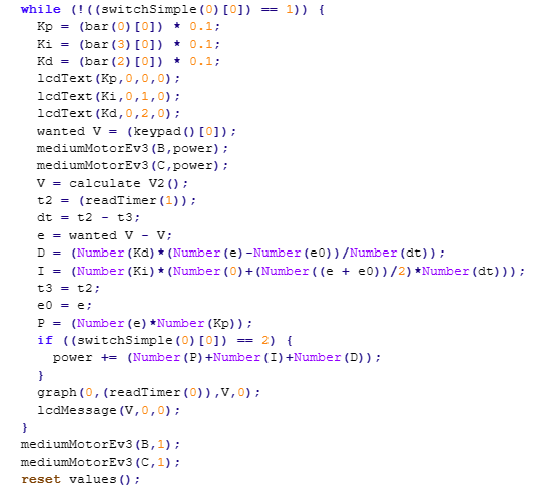 while (!((switchSimple(0)[0]) == 1)) {
Kp = (bar(0)[0]) * 0.1;
Ki = (bar(3)[0]) * 0.1;
Kd = (bar(2)[0]) * 0.1;
lcdText(Kp,0,0,0);
lcdText(Ki,0,1,0);
lcdText(Kd,0,2,0);
wanted V = (keypad()[0]);
mediumMotorEv3(B,power);
mediumMotorEv3(C,power);
V = calculate V2();
t2 = (readTimer(1));
dt = t2 - t3;
e = wanted V - V;
D = (Number(Kd)*(Number(e)-Number(e0))/Number(dt));
I = (Number(Ki)*(Number(0)+(Number((e + e0))/2)*Number(dt)));
t3 = t2;
e0 = e;
P = (Number(e)*Number(Kp));
if ((switchSimple(0)[0]) == 2) {
power += (Number(P)+Number(I)+Number(D));
}
graph(0,(readTimer(0)),V,0);
lcdMessage(V,0,0);
}
mediumMotorEv3(B,1);
mediumMotorEv3(C,1);
reset values();